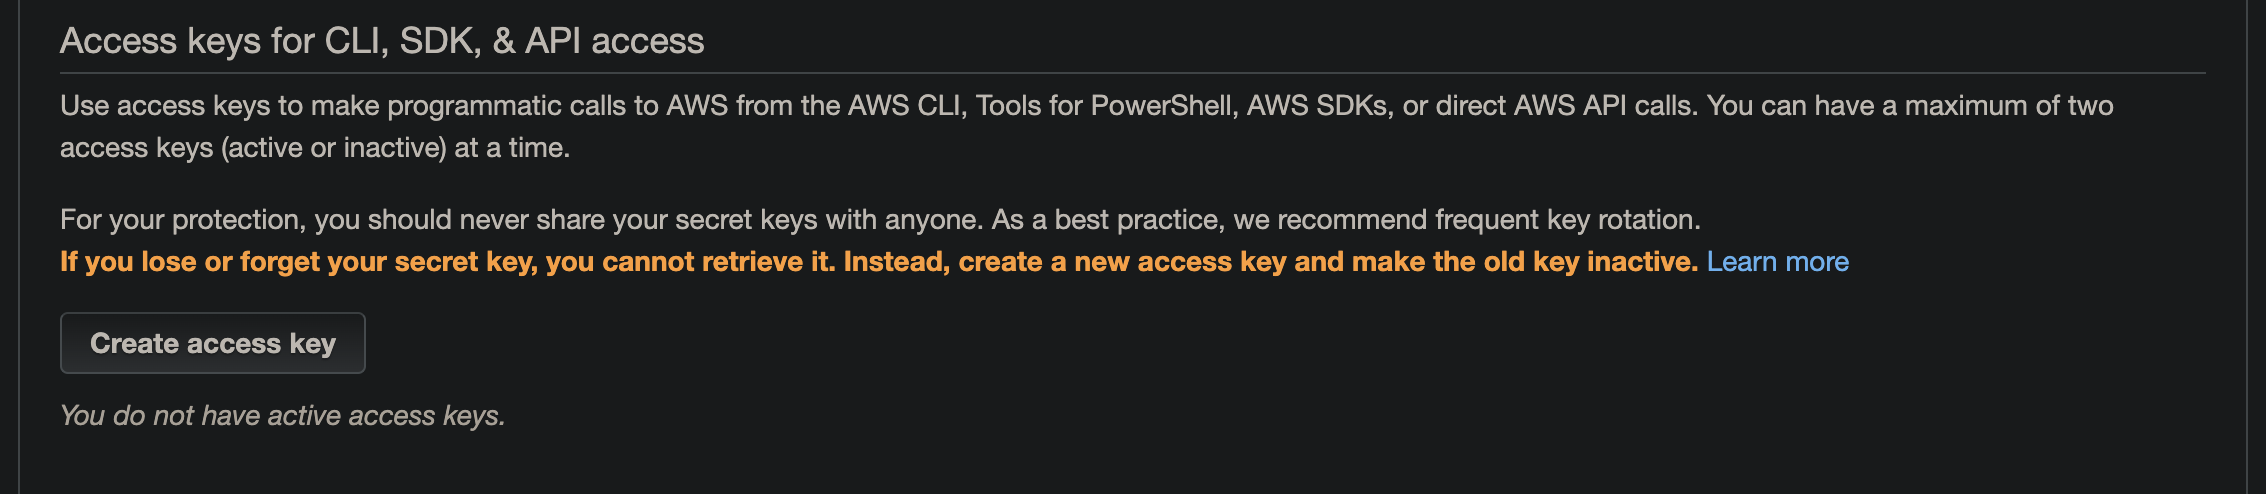 Access keys for CLI, SDK, & API access
Use access keys to make programmatic calls to AWS from the AWS CLI, Tools for PowerShell, AWS SDKs, or direct AWS API calls. You can have a maximum of two
access keys (active or inactive) at a time.
For your protection, you should never share your secret keys with anyone. As a best practice, we recommend frequent key rotation.
If you lose or forget your secret key, you cannot retrieve it. Instead, create a new access key and make the old key inactive. Learn more
Create access key
You do not have active access keys.